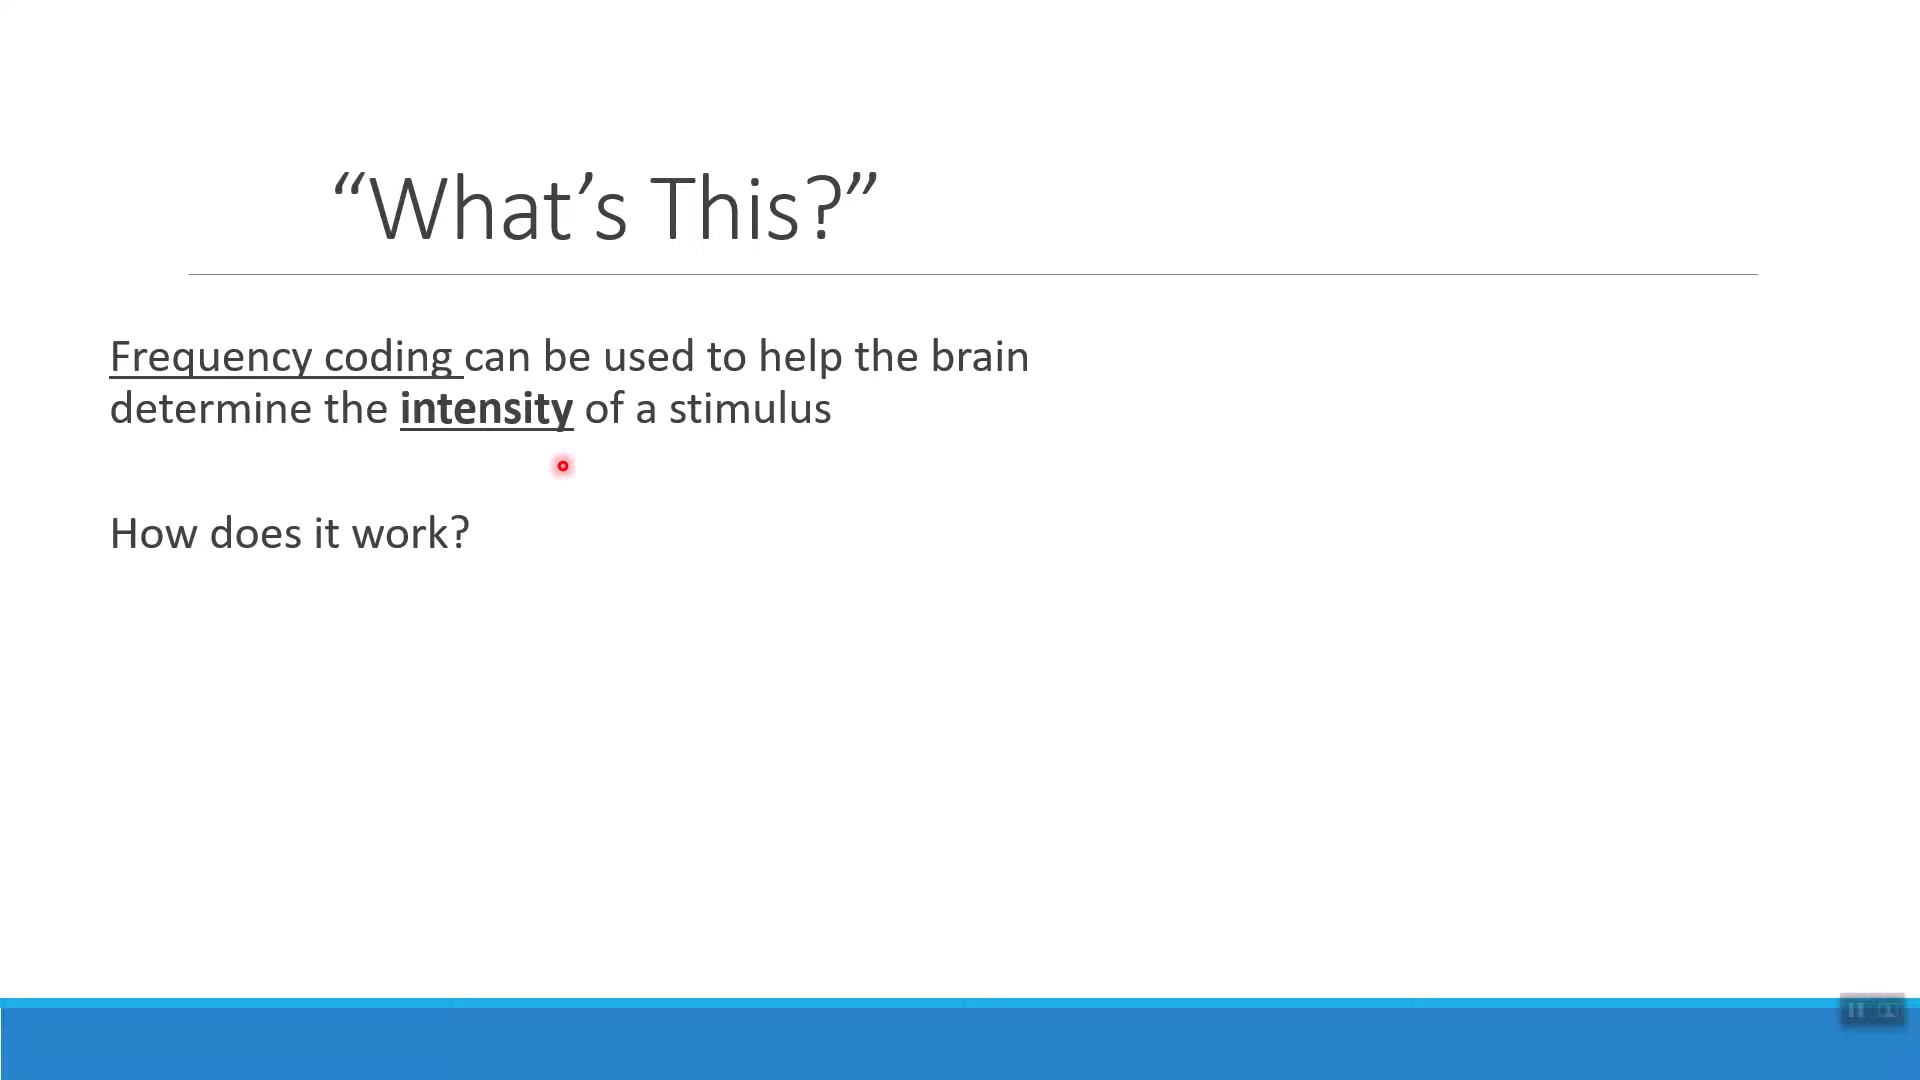 “What’s This?”
Frequency coding can be used to help the brain
determine the intensity of a stimulus
How does it work?